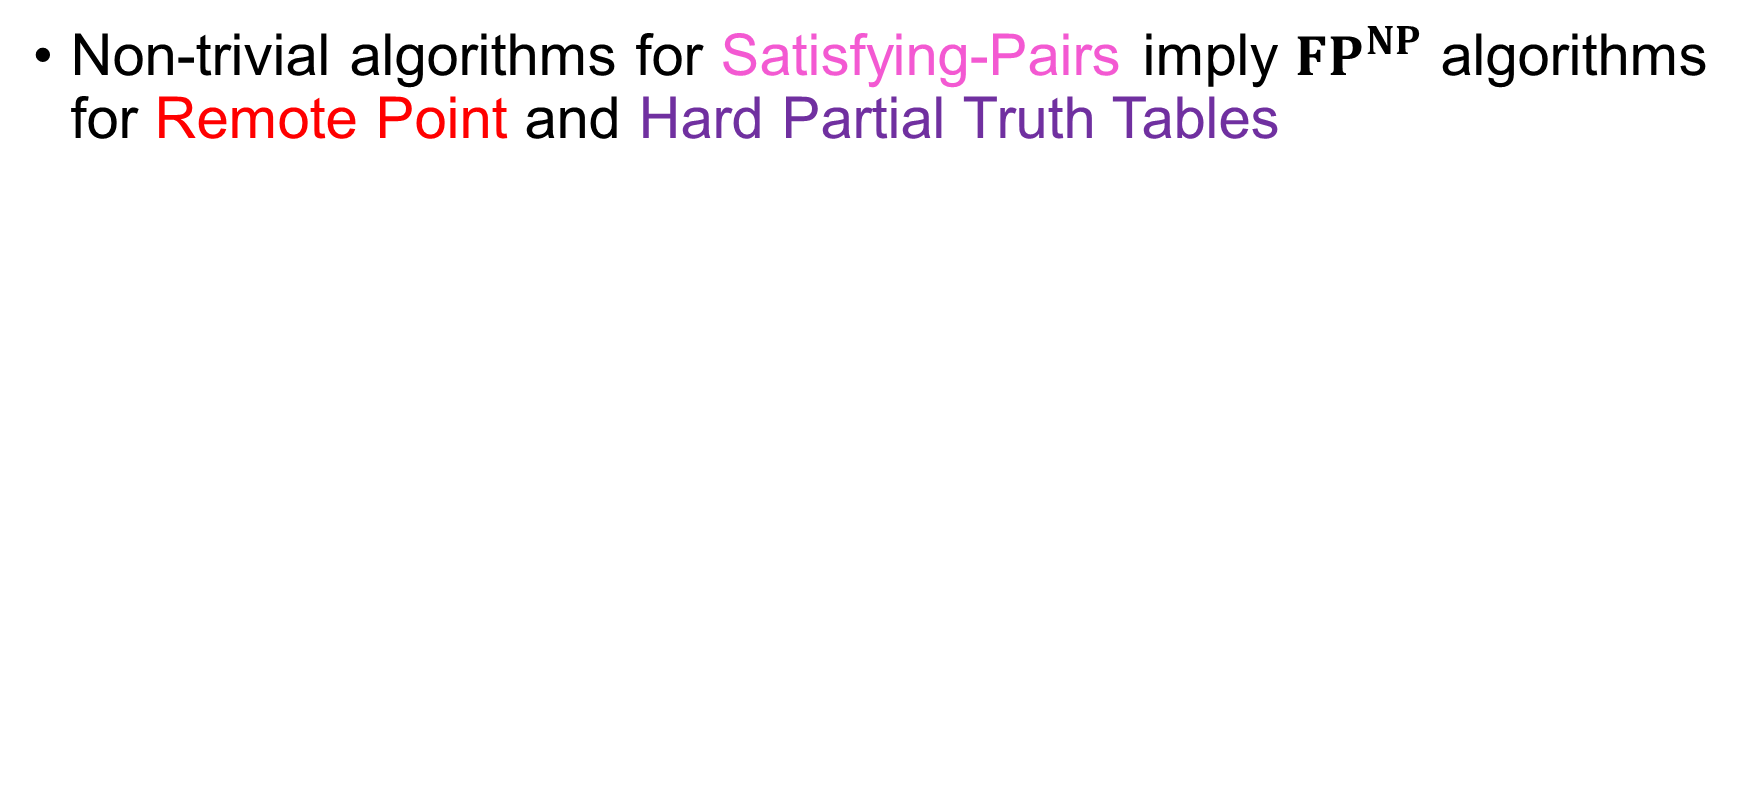 • Non-trivial algorithms for Satisfying-Pairs imply FP^NP algorithms
for Remote Point and Hard Partial Truth Tables